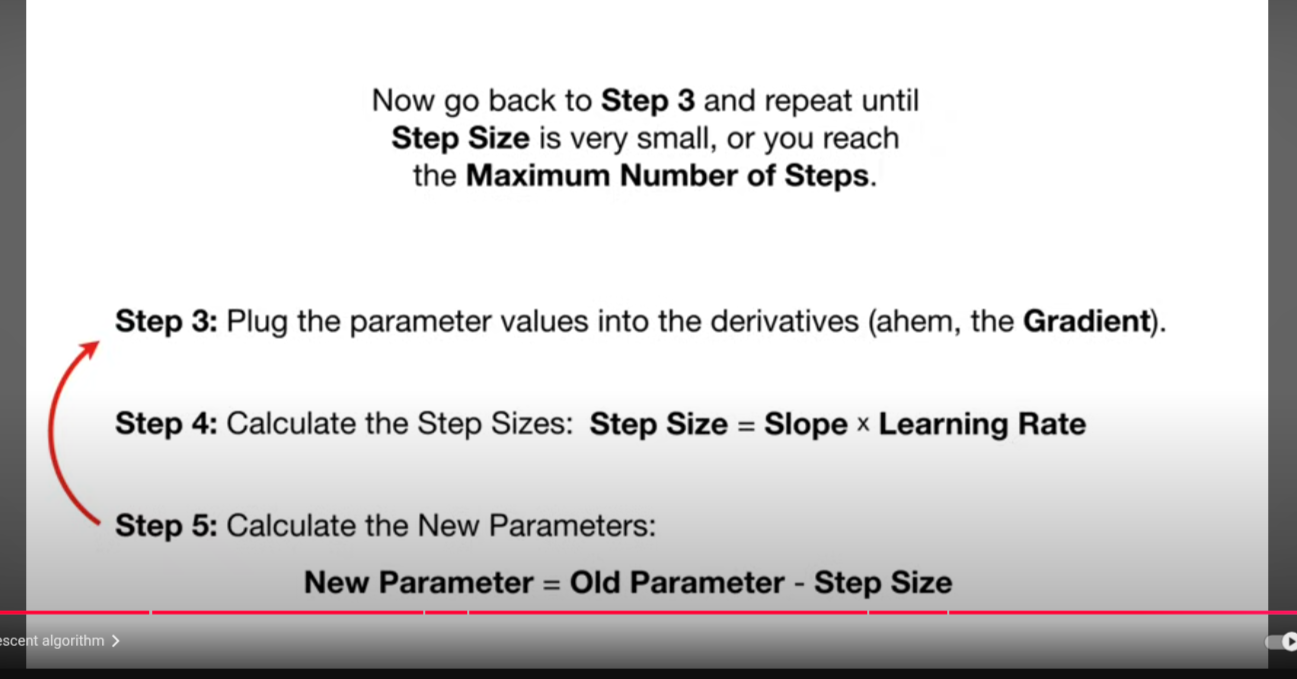 Now go back to Step 3 and repeat until
Step Size is very small, or you reach
the Maximum Number of Steps.
Step 3: Plug the parameter values into the derivatives (ahem, the Gradient).
Step 4: Calculate the Step Sizes: Step Size = Slope × Learning Rate
Step 5: Calculate the New Parameters:
New Parameter = Old Parameter - Step Size
escent algorithm